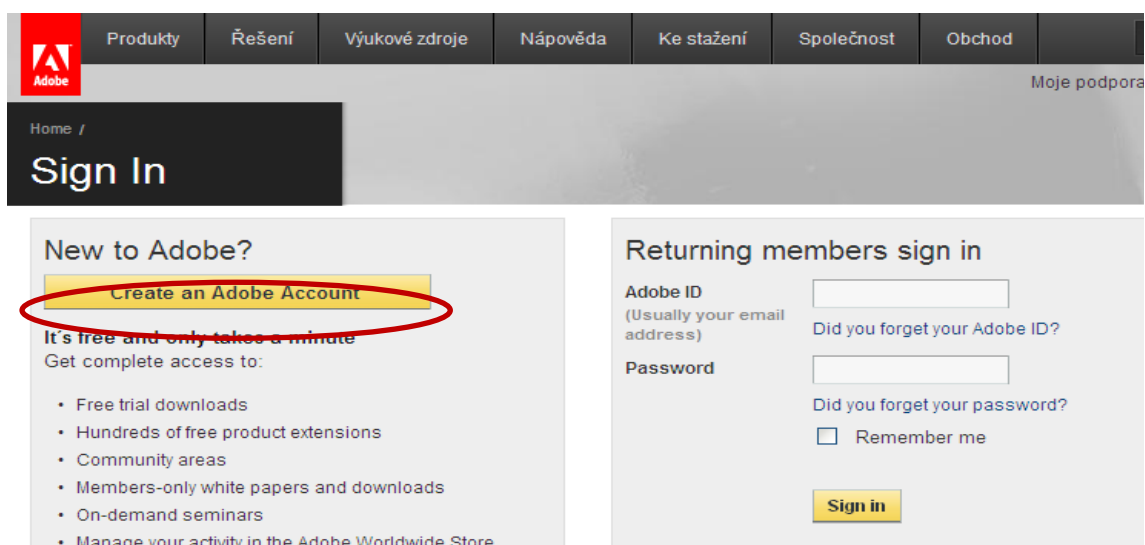 Produkty Řešení Výukové zdroje Nápověda Ke stažení Společnost Obchod
Adobe
Moje podpora
Home /
Sign In
New to Adobe?
Create an Adobe Account
It´s free and only takes a minute
Get complete access to:
• Free trial downloads
• Hundreds of free product extensions
• Community areas
• Members-only white papers and downloads
• On-demand seminars
• Manage your activity in the Adobe Worldwide Store
Returning members sign in
Adobe ID
(Usually your email
address)
Did you forget your Adobe ID?
Password
Did you forget your password?
Remember me
Sign in